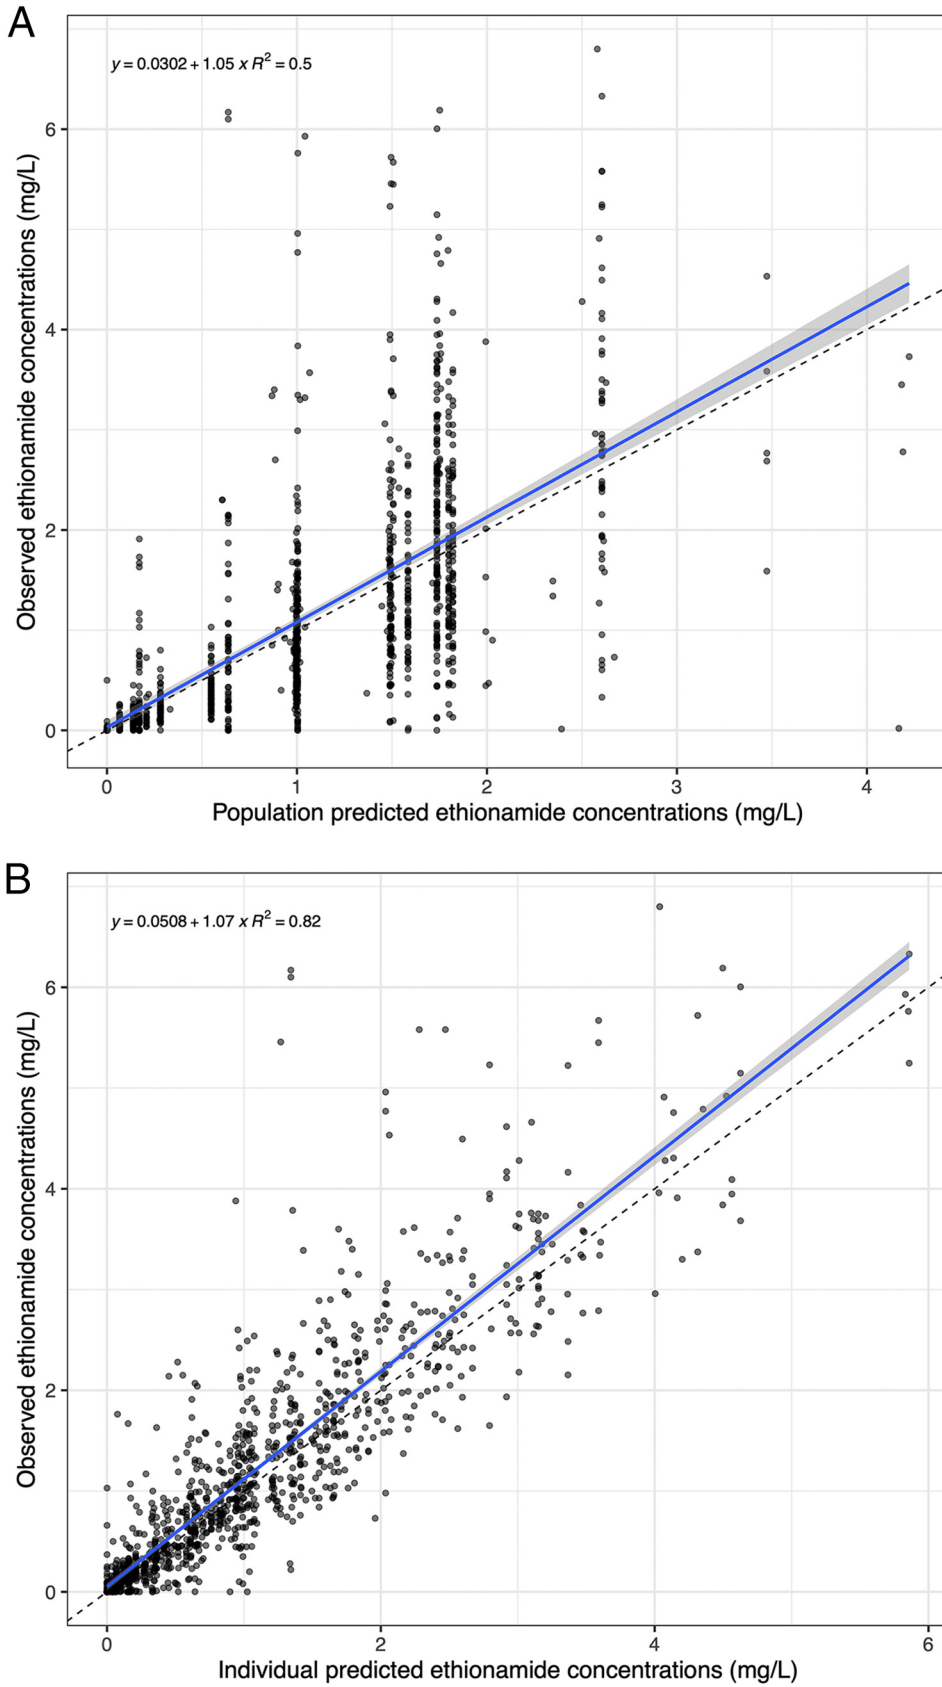 A
y = 0.0302 + 1.05 x R² = 0.5
Observed ethionamide concentrations (mg/L)
6
4
2
0
0 1 2 3 4
Population predicted ethionamide concentrations (mg/L)
B
y = 0.0508 + 1.07 x R² = 0.82
Observed ethionamide concentrations (mg/L)
6
4
2
0
0 2 4 6
Individual predicted ethionamide concentrations (mg/L)